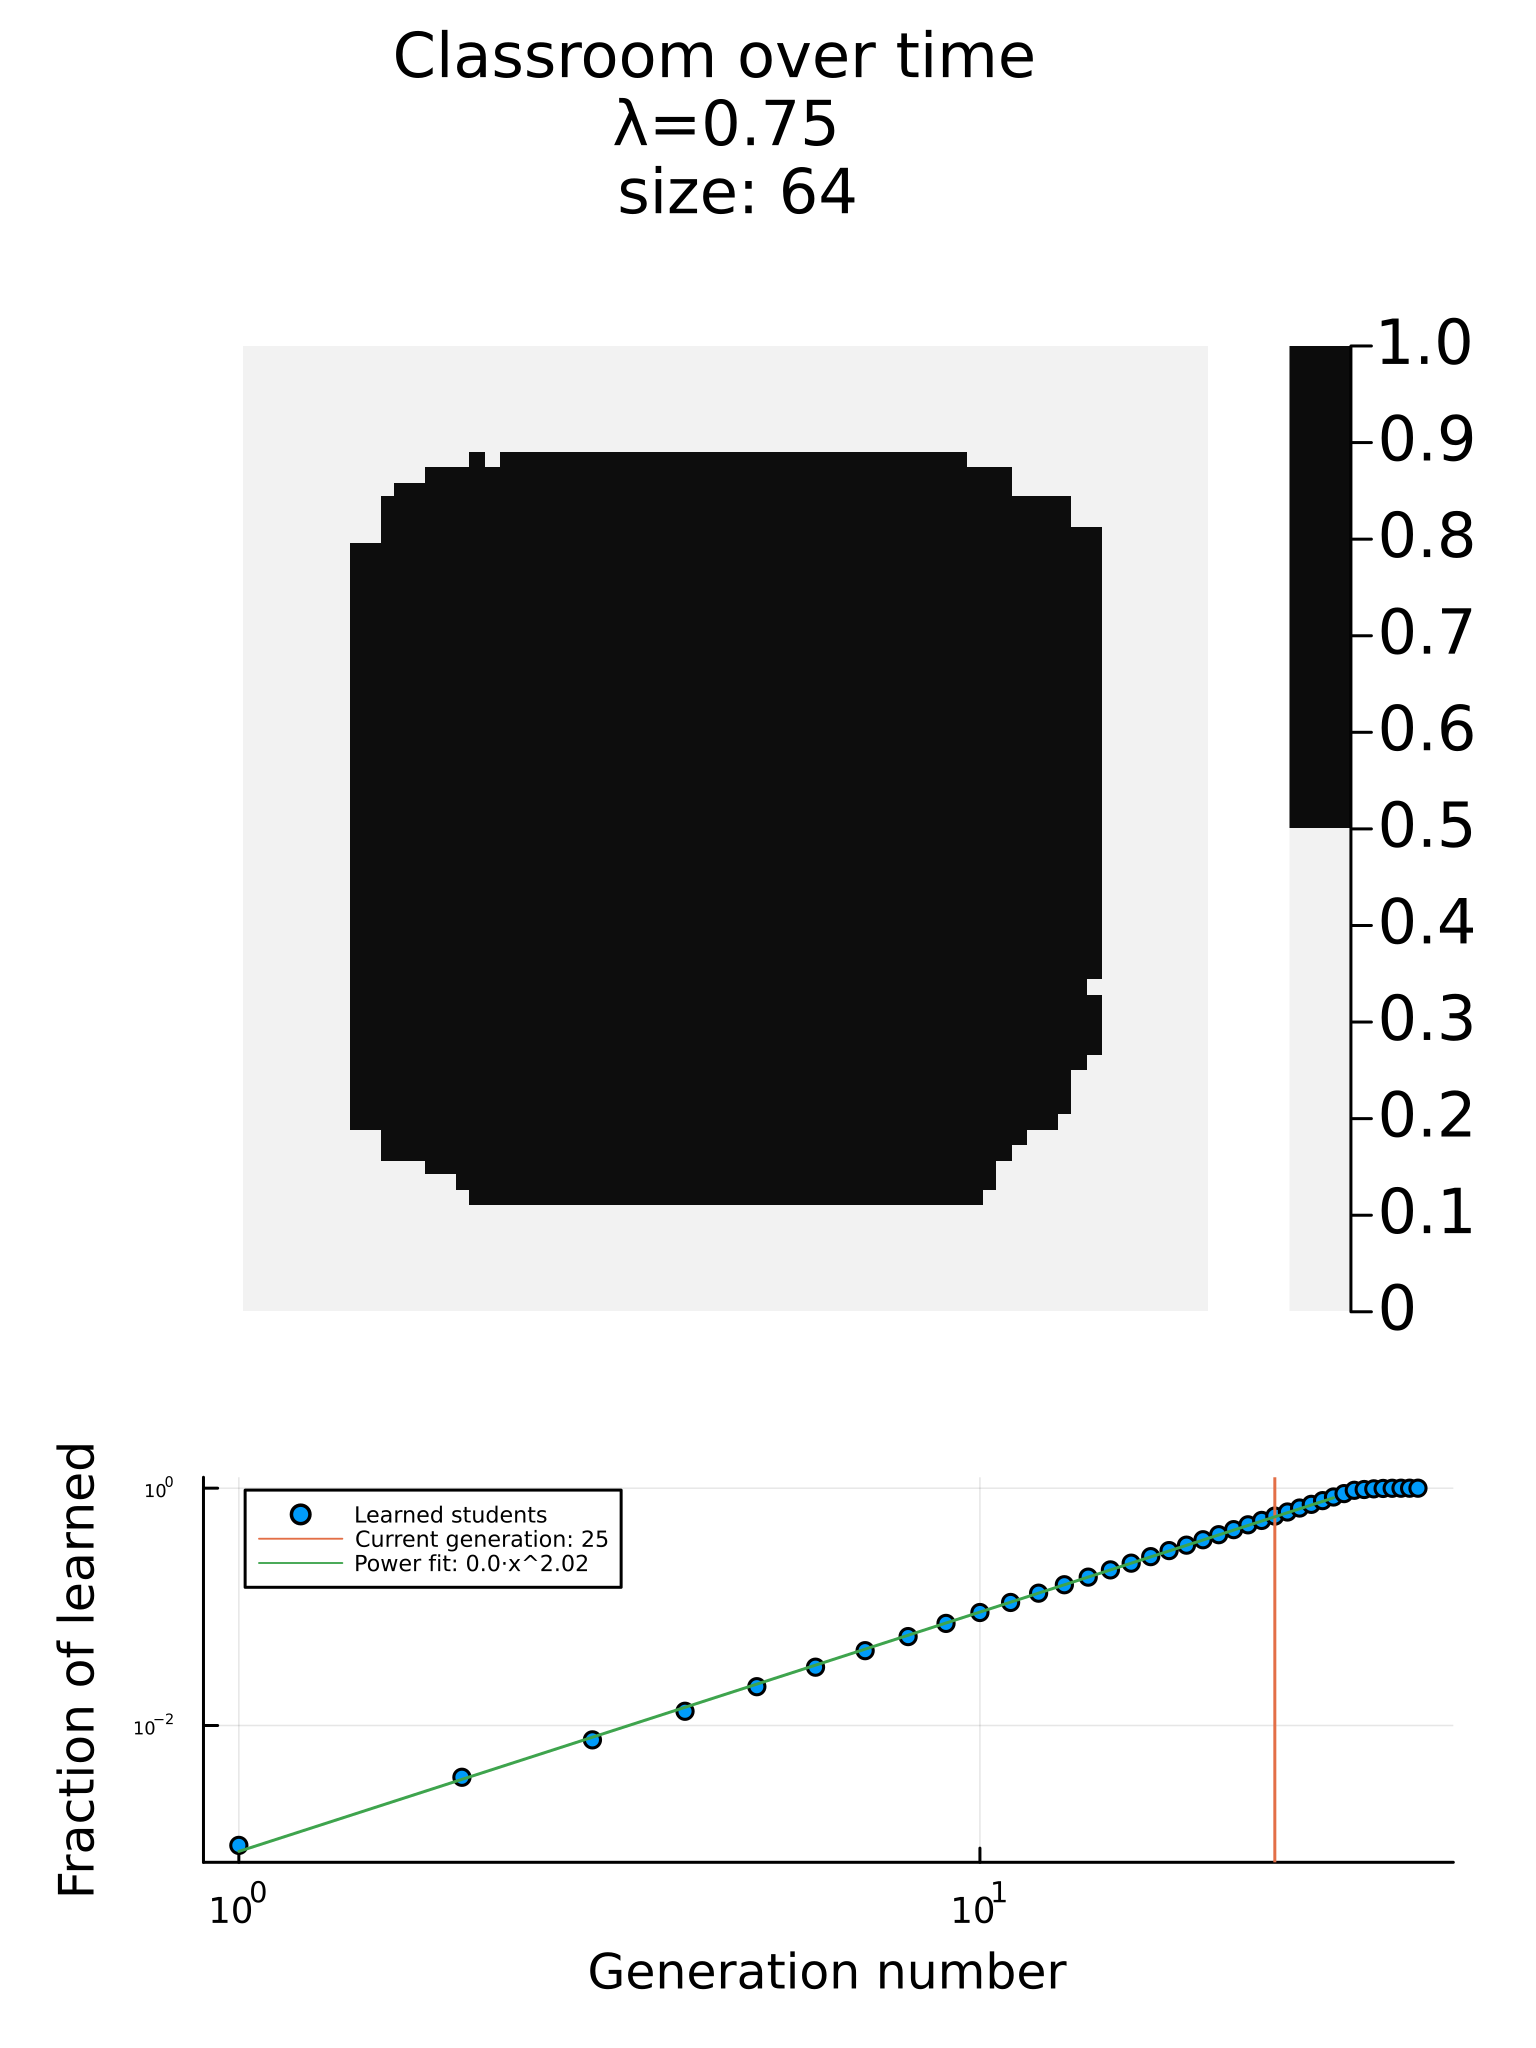 Classroom over time
λ=0.75
size: 64
1.0
0.9
0.8
0.7
0.6
0.5
0.4
0.3
0.2
0.1
0
Fraction of learned
10⁰
10⁻²
Learned students
Current generation: 25
Power fit: 0.0·x^2.02
10⁰
10¹
Generation number